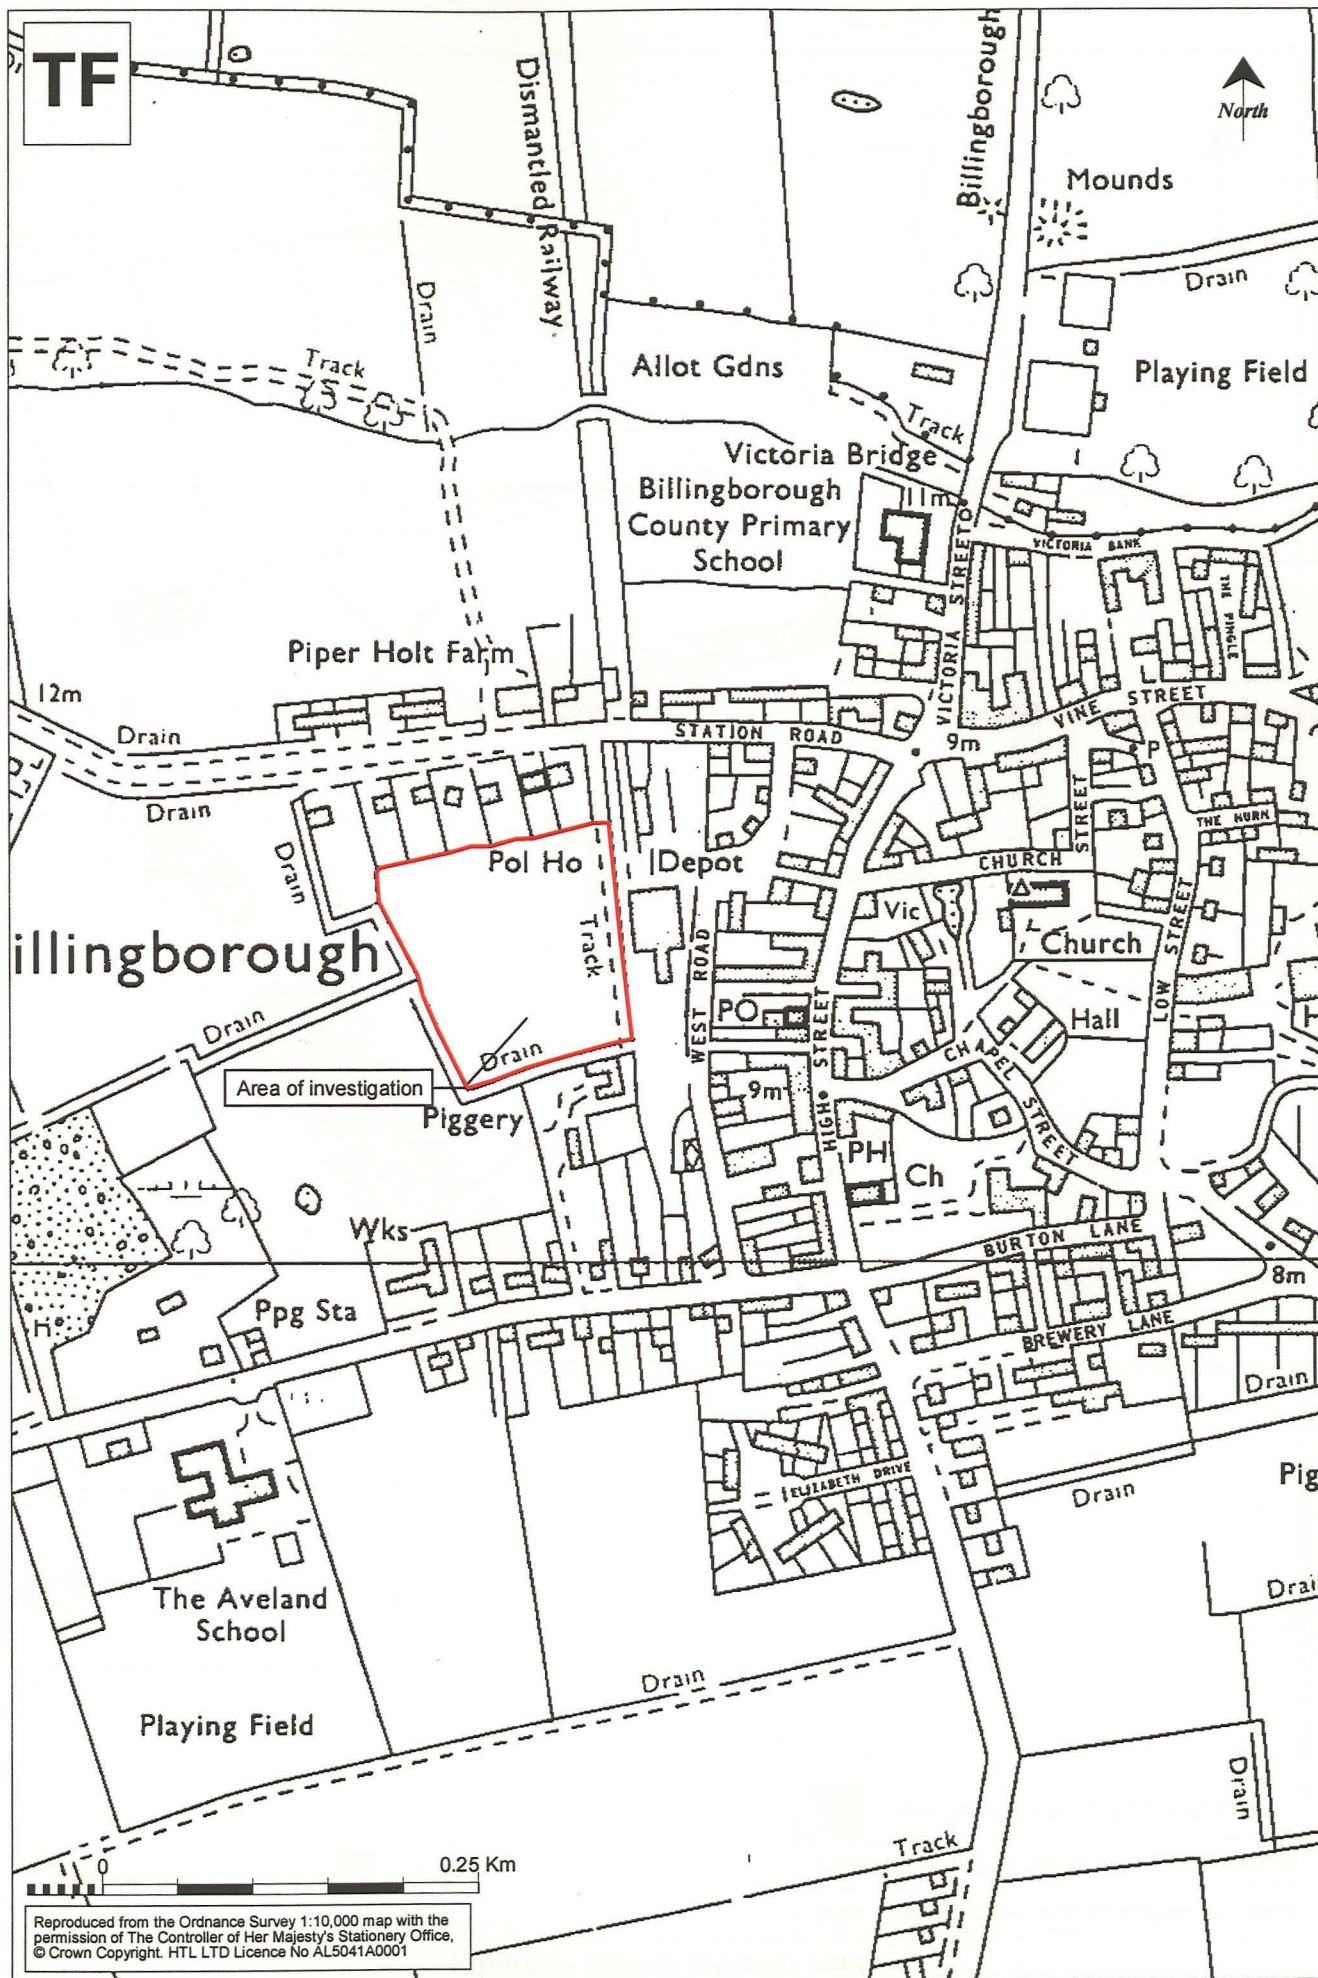 TF
North
Dismantled Railway
Billingborough
Mounds
Drain
Drain
Track
Allot Gdns
Playing Field
Track
Victoria Bridge
11m
Billingborough
County Primary
School
VICTORIA BANK
THE PINGLE
VICTORIA STREET
Piper Holt Farm
12m
Drain
Drain
STATION ROAD
VINE STREET
9m
P
STREET
THE HURN
Drain
Pol Ho
Depot
CHURCH
Vic
Church
LOW STREET
illingborough
Track
WEST ROAD
PO
Hall
Drain
Drain
CHAPEL STREET
Area of investigation
Piggery
9m
HIGH STREET
PH
Ch
Wks
BURTON LANE
8m
Ppg Sta
H
BREWERY LANE
Drain
ELIZABETH DRIVE
Drain
Pig
Drai
The Aveland
School
Drain
Playing Field
Drain
Track
0 0.25 Km
Reproduced from the Ordnance Survey 1:10,000 map with the
permission of The Controller of Her Majesty's Stationery Office,
© Crown Copyright. HTL LTD Licence No AL5041A0001